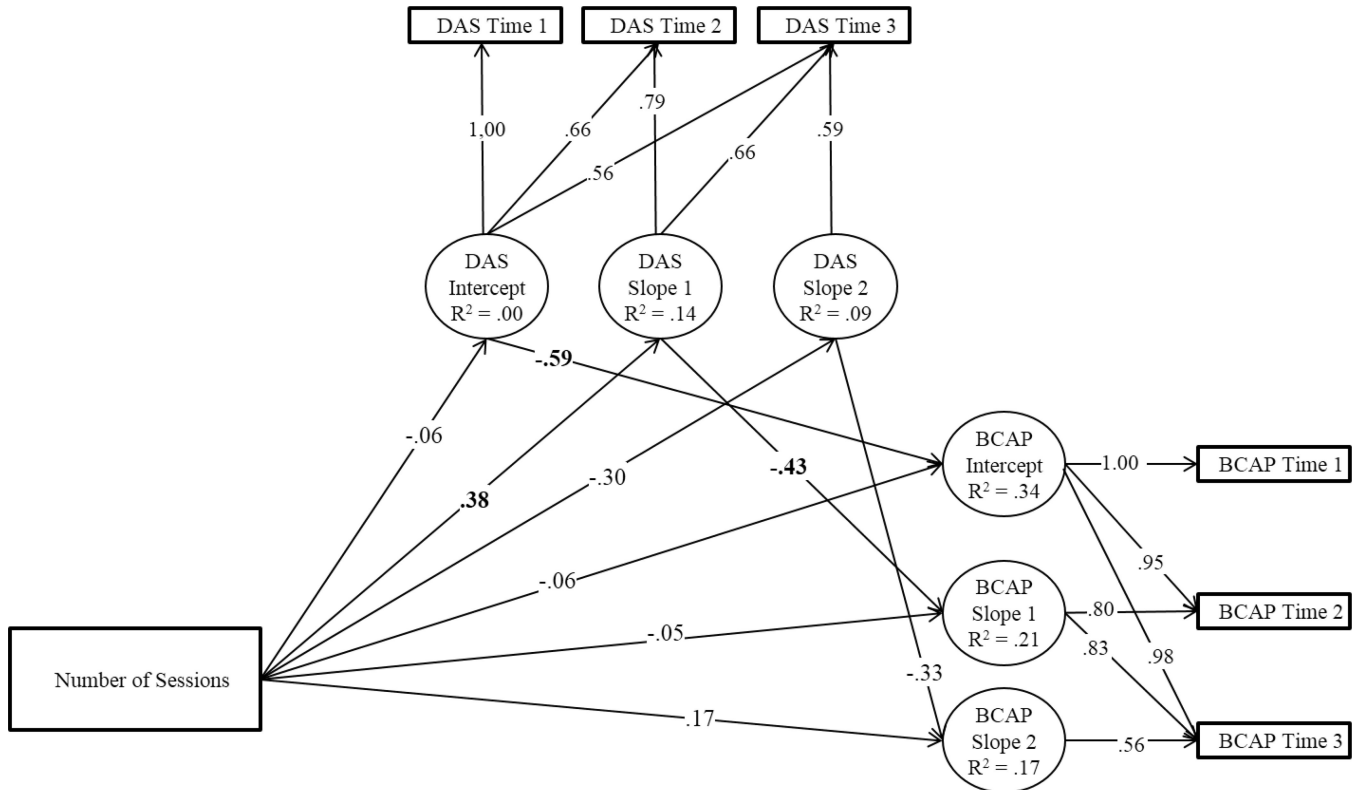 DAS Time 1
DAS Time 2
DAS Time 3
1.00
.66
.79
.56
.66
.59
DAS
Intercept
R² = .00
DAS
Slope 1
R² = .14
DAS
Slope 2
R² = .09
-.59
-.06
.38
-.30
-.43
-.06
-.05
.17
-.33
BCAP
Intercept
R² = .34
BCAP
Slope 1
R² = .21
BCAP
Slope 2
R² = .17
1.00
.95
.80
.83
.98
.56
BCAP Time 1
BCAP Time 2
BCAP Time 3
Number of Sessions